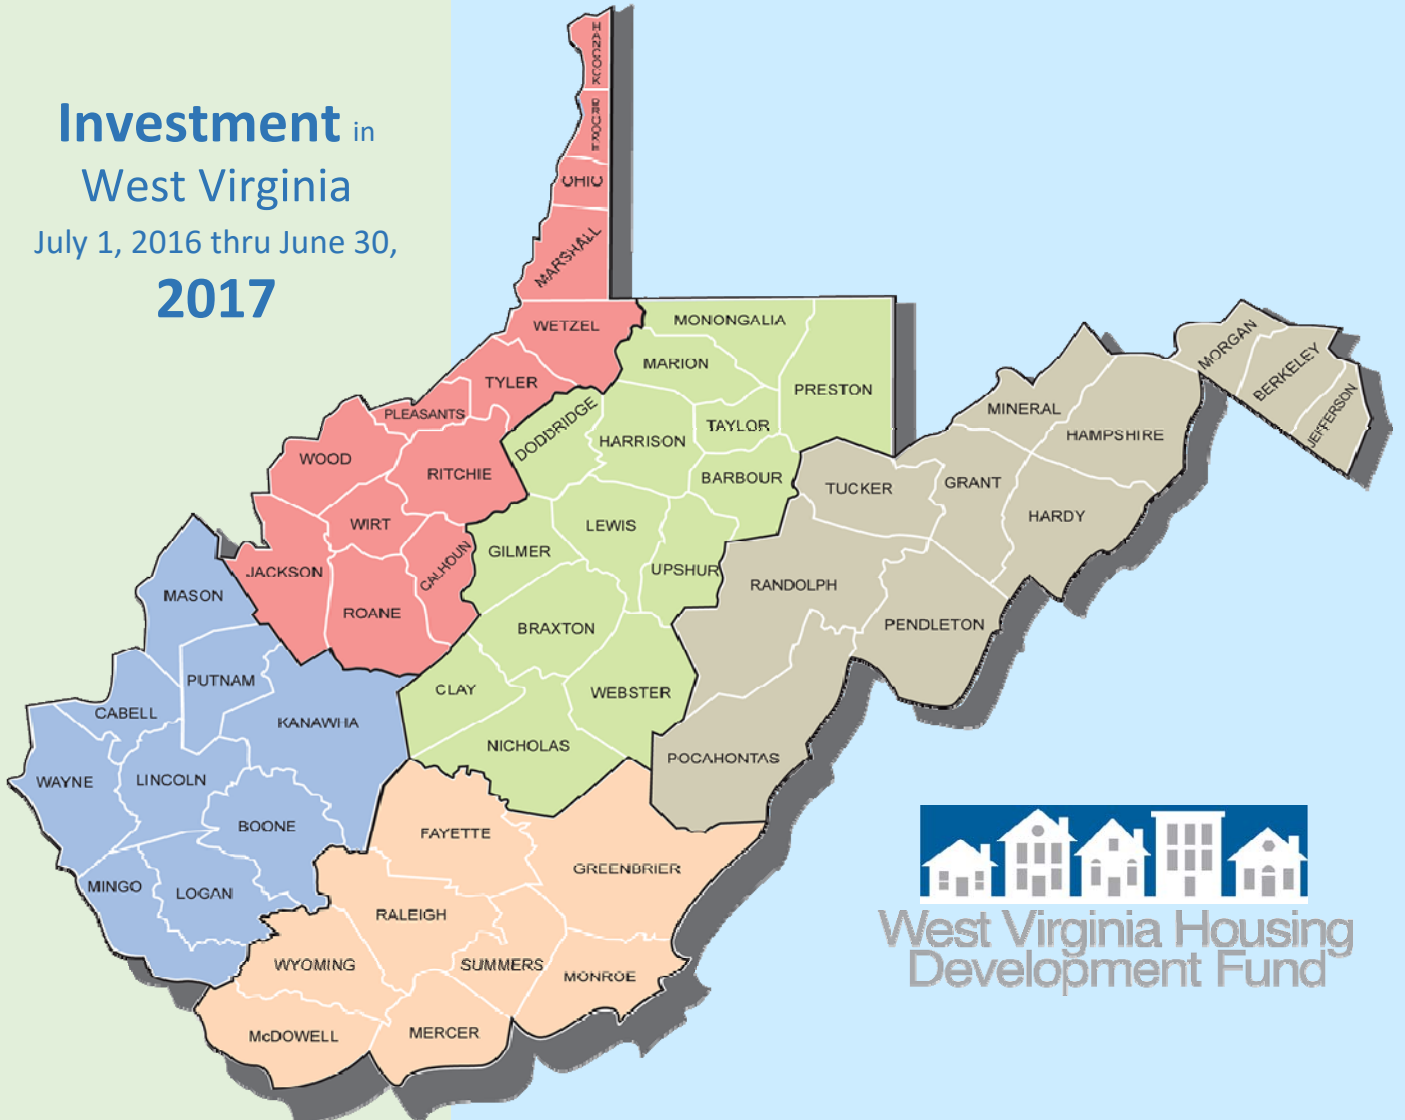 Investment in
West Virginia
July 1, 2016 thru June 30,
2017
HANCOCK
BROOKE
OHIO
MARSHALL
WETZEL
TYLER
PLEASANTS
WOOD
RITCHIE
WIRT
CALHOUN
JACKSON
ROANE
MONONGALIA
MARION
PRESTON
DODDRIDGE
HARRISON
TAYLOR
BARBOUR
LEWIS
GILMER
UPSHUR
BRAXTON
CLAY
WEBSTER
NICHOLAS
MORGAN
BERKELEY
JEFFERSON
MINERAL
HAMPSHIRE
TUCKER
GRANT
HARDY
RANDOLPH
PENDLETON
POCAHONTAS
MASON
PUTNAM
CABELL
KANAWHA
WAYNE
LINCOLN
BOONE
MINGO
LOGAN
FAYETTE
GREENBRIER
RALEIGH
WYOMING
SUMMERS
MONROE
McDOWELL
MERCER
West Virginia Housing
Development Fund